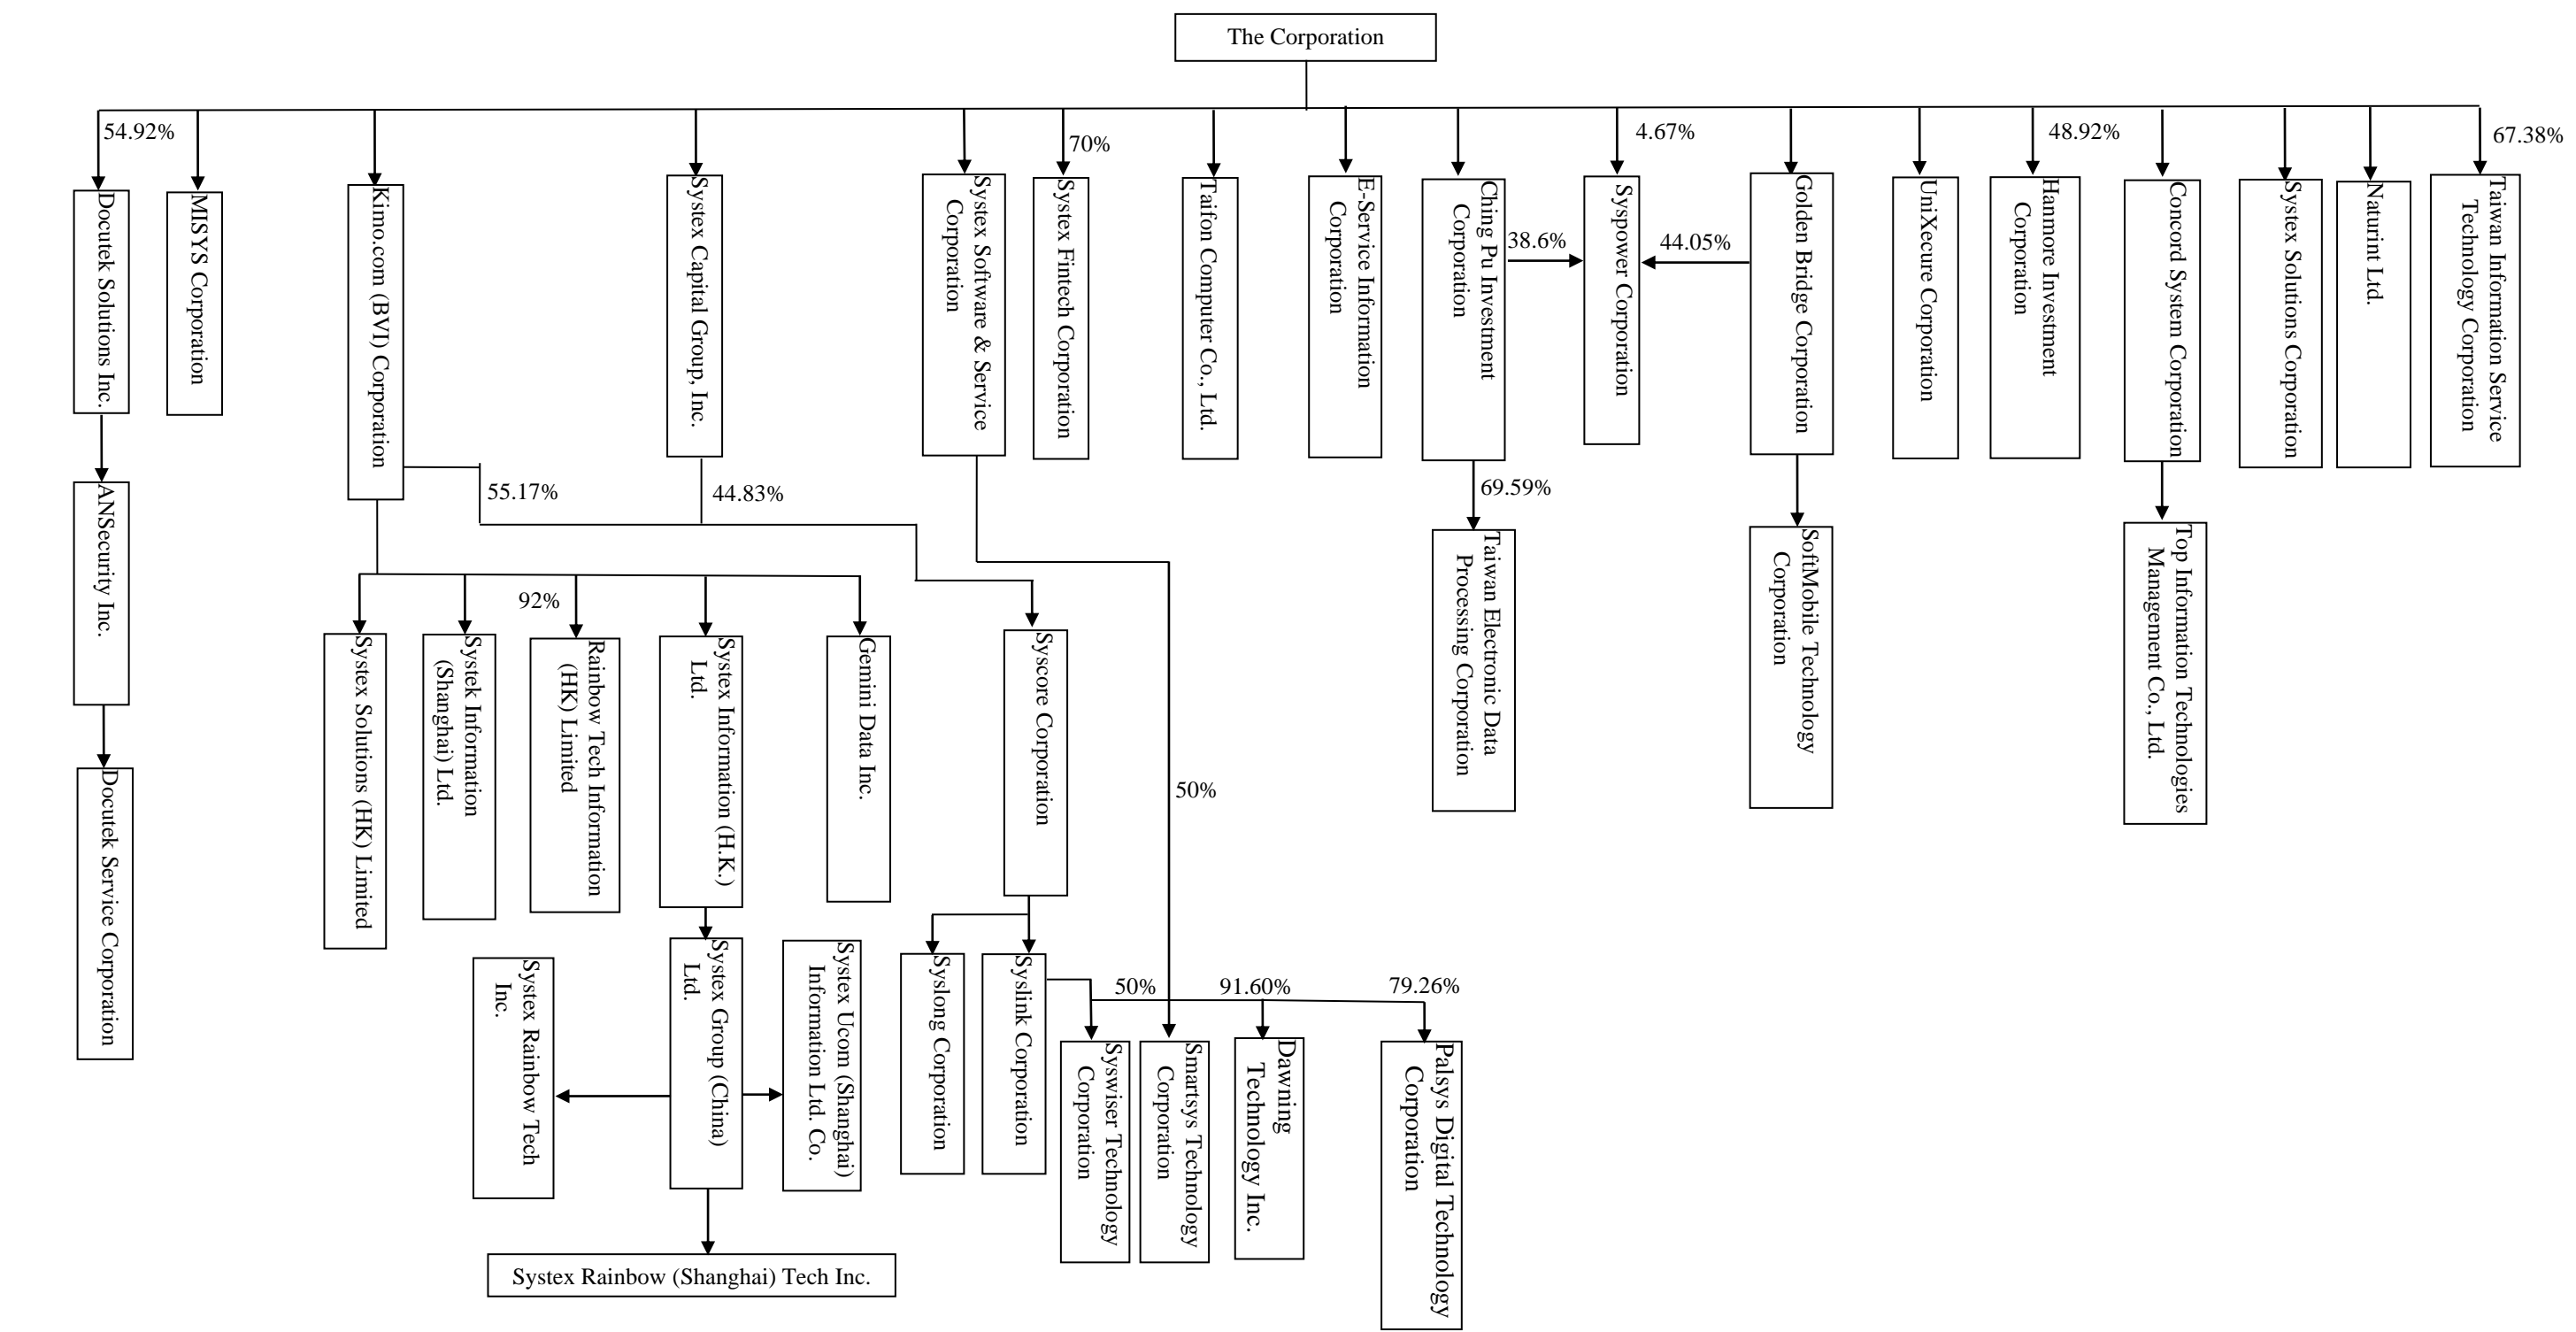 The Corporation
54.92%
70%
4.67%
48.92%
67.38%
Docutek Solutions Inc.
MISYS Corporation
Kimo.com (BVI) Corporation
Systex Capital Group, Inc.
Systex Software & Service
Corporation
Systex Fintech Corporation
Taifon Computer Co., Ltd.
E-Service Information
Corporation
Ching Pu Investment
Corporation
38.6%
Syspower Corporation
44.05%
Golden Bridge Corporation
UniXecure Corporation
Hanmore Investment
Corporation
Concord System Corporation
Systex Solutions Corporation
Naturint Ltd.
Taiwan Information Service
Technology Corporation
55.17%
44.83%
69.59%
ANSecurity Inc.
Taiwan Electronic Data
Processing Corporation
SoftMobile Technology
Corporation
Top Information Technologies
Management Co., Ltd.
92%
Systex Solutions (HK) Limited
Systek Information
(Shanghai) Ltd.
Rainbow Tech Information
(HK) Limited
Systex Information (H.K.)
Ltd.
Gemini Data Inc.
Syscore Corporation
50%
Docutek Service Corporation
Systex Rainbow Tech
Inc.
Systex Group (China)
Ltd.
Systex Ucom (Shanghai)
Information Ltd. Co.
Syslong Corporation
Syslink Corporation
50%
91.60%
79.26%
Syswiser Technology
Corporation
Smartsys Technology
Corporation
Dawning
Technology Inc.
Palsys Digital Technology
Corporation
Systex Rainbow (Shanghai) Tech Inc.